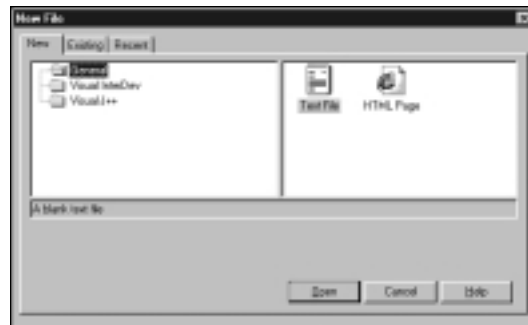 New File
New Existing Recent
General
Visual InterDev
Visual J++
Text File HTML Page
A blank text file
Open Cancel Help